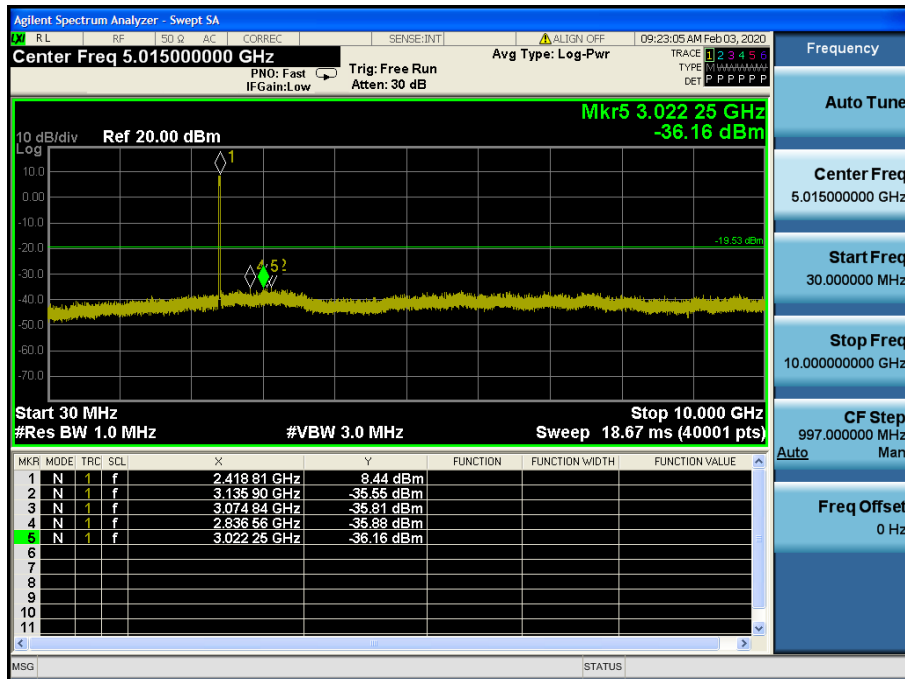 Agilent Spectrum Analyzer - Swept SA
LXI RL RF 50 Ω AC CORREC SENSE:INT ALIGN OFF 09:23:05 AM Feb 03, 2020
Center Freq 5.015000000 GHz
PNO: Fast
IFGain:Low
Trig: Free Run
Atten: 30 dB
Avg Type: Log-Pwr
TRACE 1 2 3 4 5 6
TYPE M WWWWW
DET P P P P P P
Mkr5 3.022 25 GHz
-36.16 dBm
10 dB/div Ref 20.00 dBm
Log
10.0
0.00
-10.0
-20.0
-30.0
-40.0
-50.0
-60.0
-70.0
1
4 5 2
-19.53 dBm
Start 30 MHz Stop 10.000 GHz
#Res BW 1.0 MHz #VBW 3.0 MHz Sweep 18.67 ms (40001 pts)
MKR MODE TRC SCL X Y FUNCTION FUNCTION WIDTH FUNCTION VALUE
1 N 1 f 2.418 81 GHz 8.44 dBm
2 N 1 f 3.135 90 GHz -35.55 dBm
3 N 1 f 3.074 84 GHz -35.81 dBm
4 N 1 f 2.836 56 GHz -35.88 dBm
5 N 1 f 3.022 25 GHz -36.16 dBm
6
7
8
9
10
11
MSG STATUS
Frequency
Auto Tune
Center Freq
5.015000000 GHz
Start Freq
30.000000 MHz
Stop Freq
10.000000000 GHz
CF Step
997.000000 MHz
Auto Man
Freq Offset
0 Hz